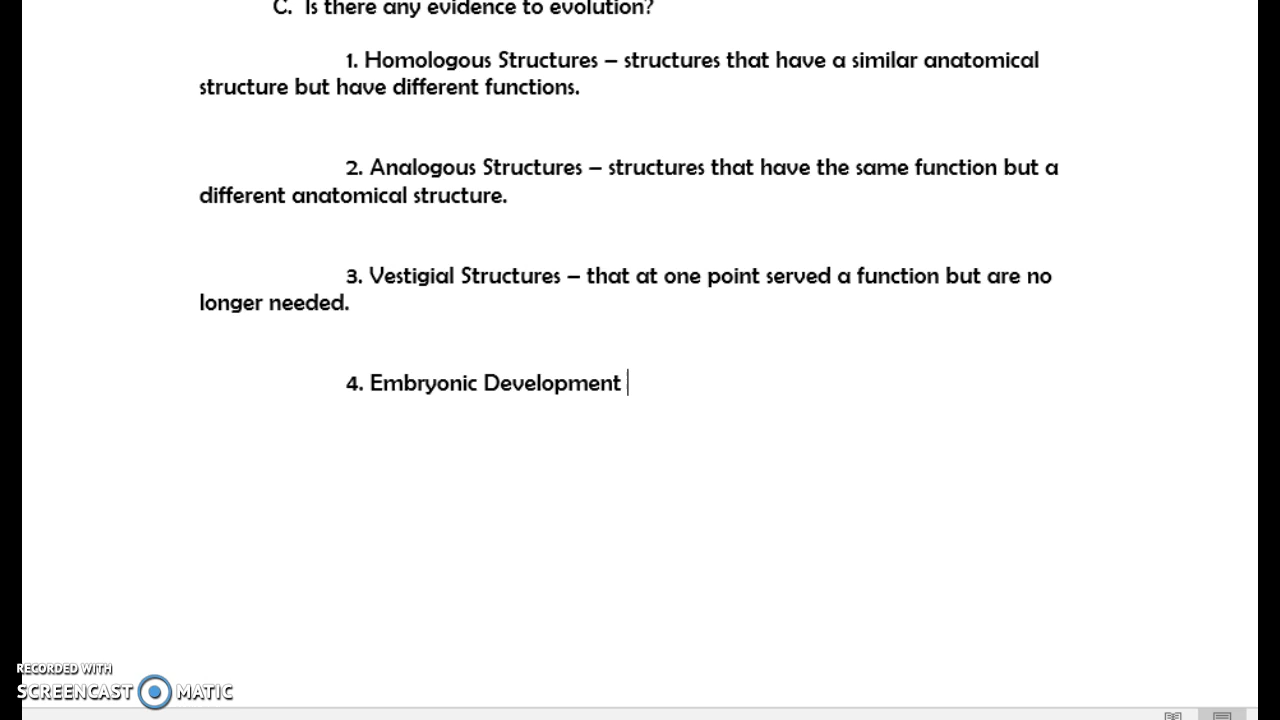 C. Is there any evidence to evolution?
1. Homologous Structures – structures that have a similar anatomical
structure but have different functions.
2. Analogous Structures – structures that have the same function but a
different anatomical structure.
3. Vestigial Structures – that at one point served a function but are no
longer needed.
4. Embryonic Development
RECORDED WITH
SCREENCAST MATIC